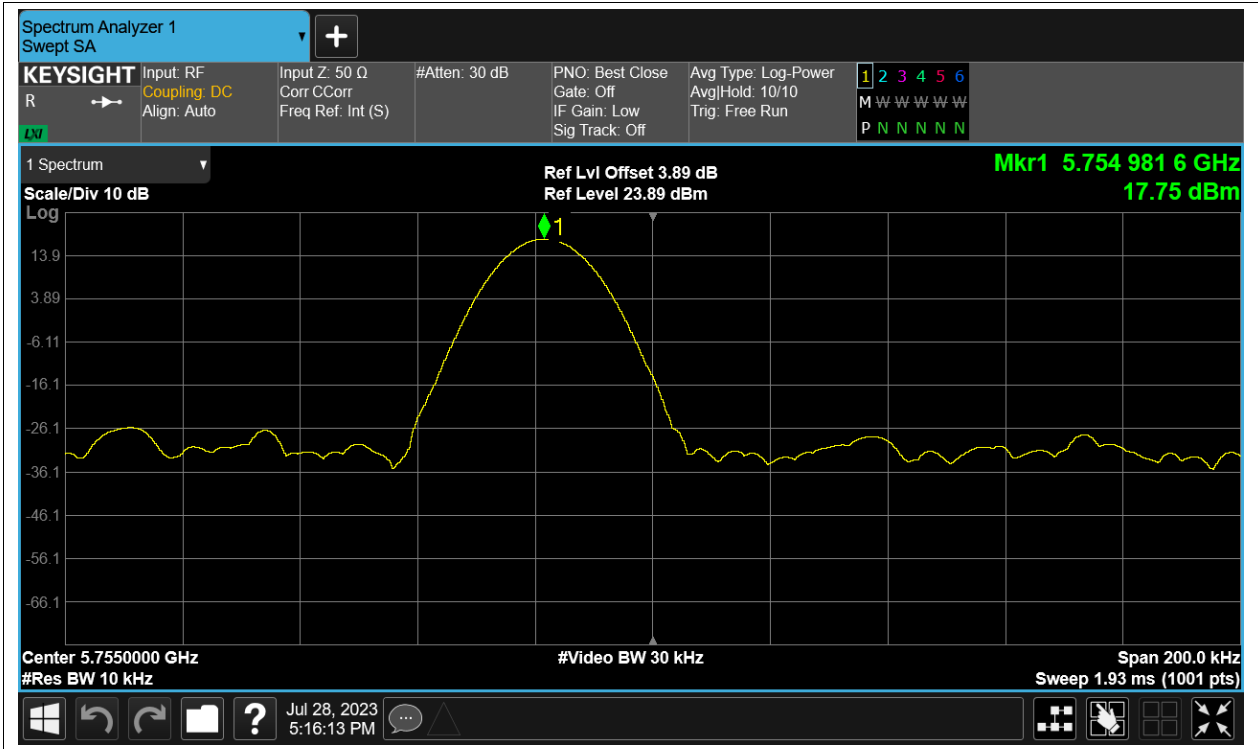 Spectrum Analyzer 1
Swept SA
+
KEYSIGHT
R
LXI
Input: RF
Coupling: DC
Align: Auto
Input Z: 50 Ω
Corr CCorr
Freq Ref: Int (S)
#Atten: 30 dB
PNO: Best Close
Gate: Off
IF Gain: Low
Sig Track: Off
Avg Type: Log-Power
Avg|Hold: 10/10
Trig: Free Run
1 2 3 4 5 6
M W W W W W W
P N N N N N N
1 Spectrum
Scale/Div 10 dB
Log
Ref Lvl Offset 3.89 dB
Ref Level 23.89 dBm
Mkr1 5.754 981 6 GHz
17.75 dBm
1
13.9
3.89
-6.11
-16.1
-26.1
-36.1
-46.1
-56.1
-66.1
Center 5.7550000 GHz
#Video BW 30 kHz
Span 200.0 kHz
#Res BW 10 kHz
Sweep 1.93 ms (1001 pts)
?
Jul 28, 2023
5:16:13 PM